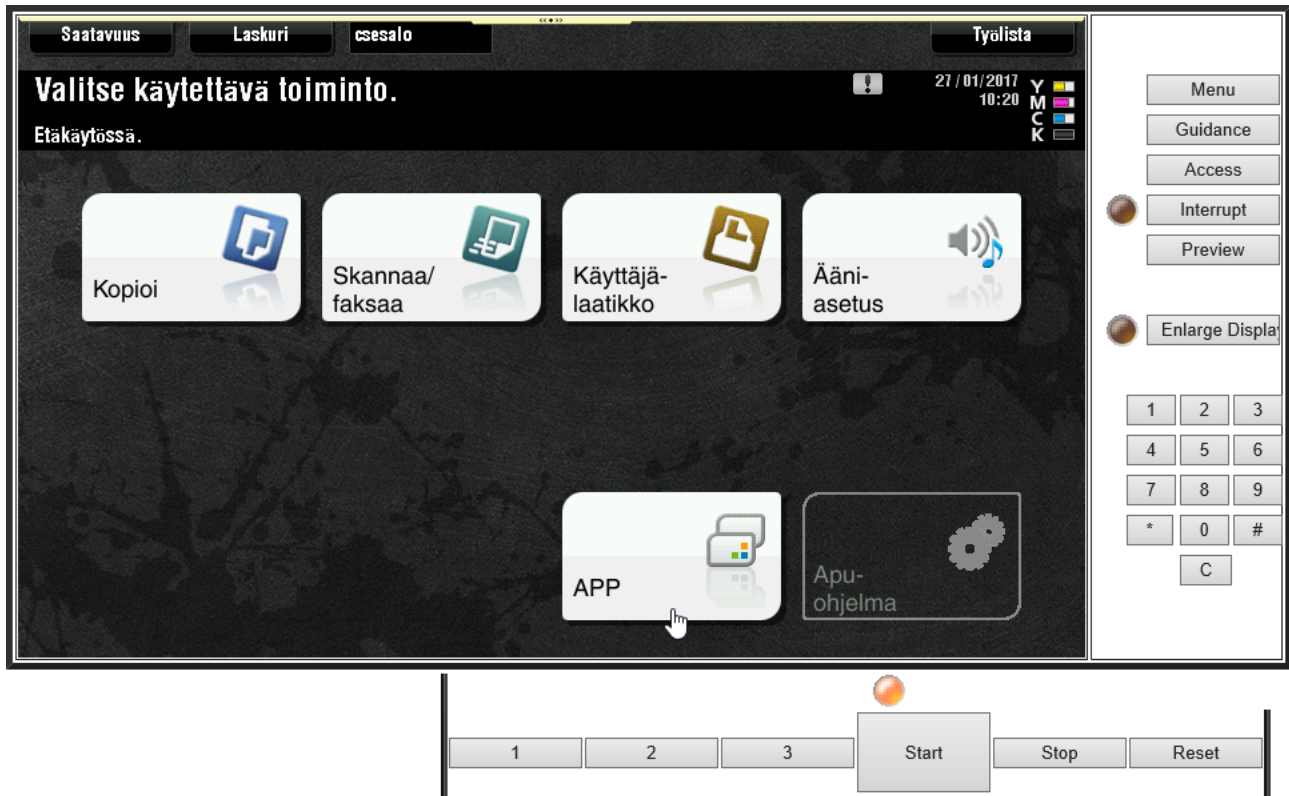 Saatavuus Laskuri csesalo Työlista
Valitse käytettävä toiminto.
27/01/2017
10:20
Y
M
C
K
Etäkäytössä.
Kopioi
Skannaa/
faksaa
Käyttäjä-
laatikko
Ääni-
asetus
APP
Apu-
ohjelma
Menu
Guidance
Access
Interrupt
Preview
Enlarge Display
1 2 3
4 5 6
7 8 9
* 0 #
C
1 2 3 Start Stop Reset